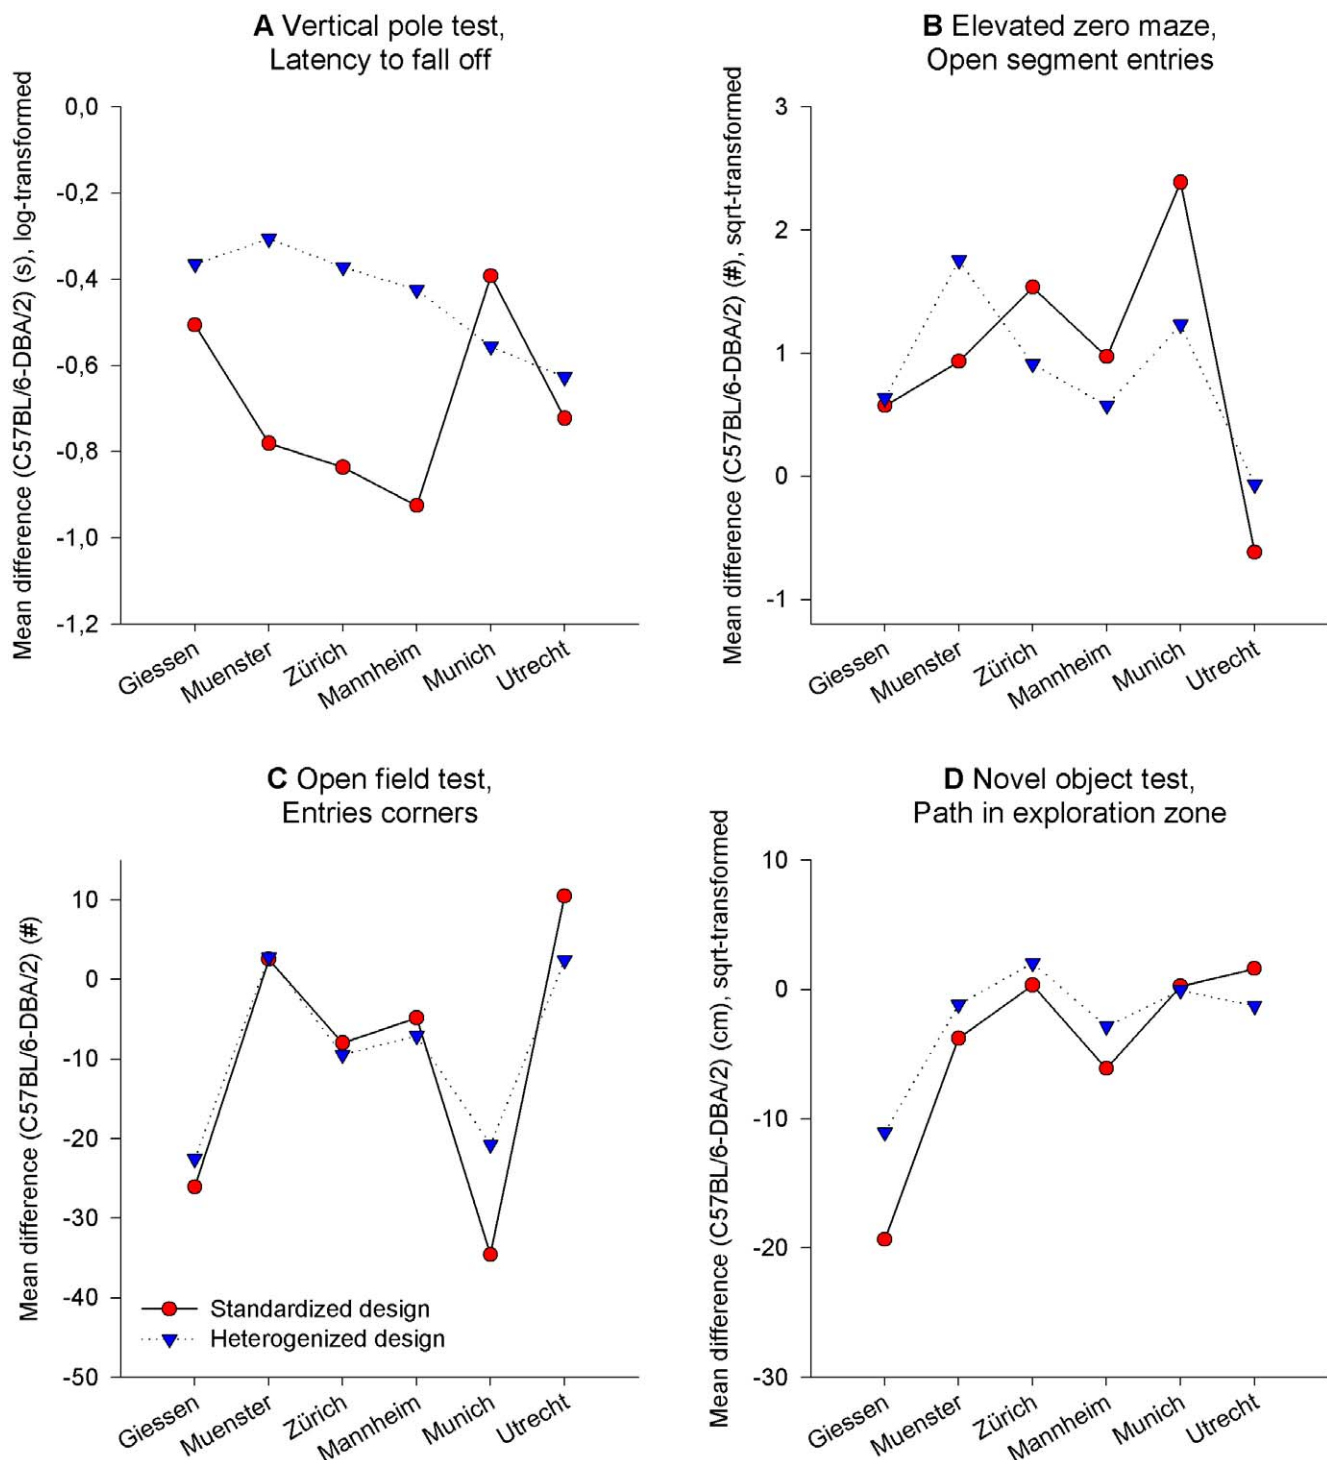 A Vertical pole test,
Latency to fall off
Mean difference (C57BL/6-DBA/2) (s), log-transformed
0,0
-0,2
-0,4
-0,6
-0,8
-1,0
-1,2
Giessen
Muenster
Zürich
Mannheim
Munich
Utrecht
B Elevated zero maze,
Open segment entries
Mean difference (C57BL/6-DBA/2) (#), sqrt-transformed
3
2
1
0
-1
Giessen
Muenster
Zürich
Mannheim
Munich
Utrecht
C Open field test,
Entries corners
Mean difference (C57BL/6-DBA/2) (#)
10
0
-10
-20
-30
-40
-50
Standardized design
Heterogenized design
Giessen
Muenster
Zürich
Mannheim
Munich
Utrecht
D Novel object test,
Path in exploration zone
Mean difference (C57BL/6-DBA/2) (cm), sqrt-transformed
10
0
-10
-20
-30
Giessen
Muenster
Zürich
Mannheim
Munich
Utrecht